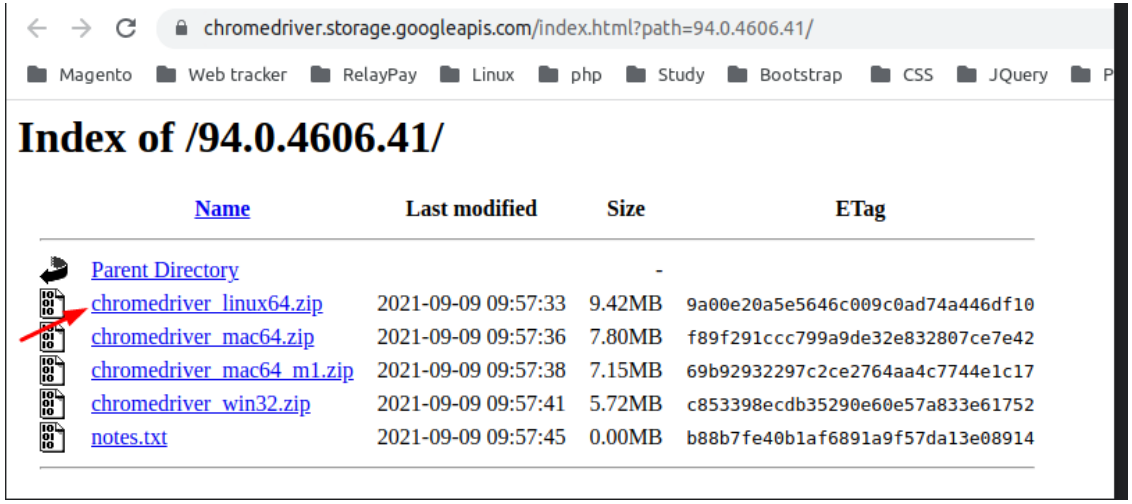 chromedriver.storage.googleapis.com/index.html?path=94.0.4606.41/
Magento Web tracker RelayPay Linux php Study Bootstrap CSS JQuery P
Index of /94.0.4606.41/
Name Last modified Size ETag
Parent Directory -
chromedriver_linux64.zip 2021-09-09 09:57:33 9.42MB 9a00e20a5e5646c009c0ad74a446df10
chromedriver_mac64.zip 2021-09-09 09:57:36 7.80MB f89f291ccc799a9de32e832807ce7e42
chromedriver_mac64_m1.zip 2021-09-09 09:57:38 7.15MB 69b92932297c2ce2764aa4c7744e1c17
chromedriver_win32.zip 2021-09-09 09:57:41 5.72MB c853398ecdb35290e60e57a833e61752
notes.txt 2021-09-09 09:57:45 0.00MB b88b7fe40b1af6891a9f57da13e08914